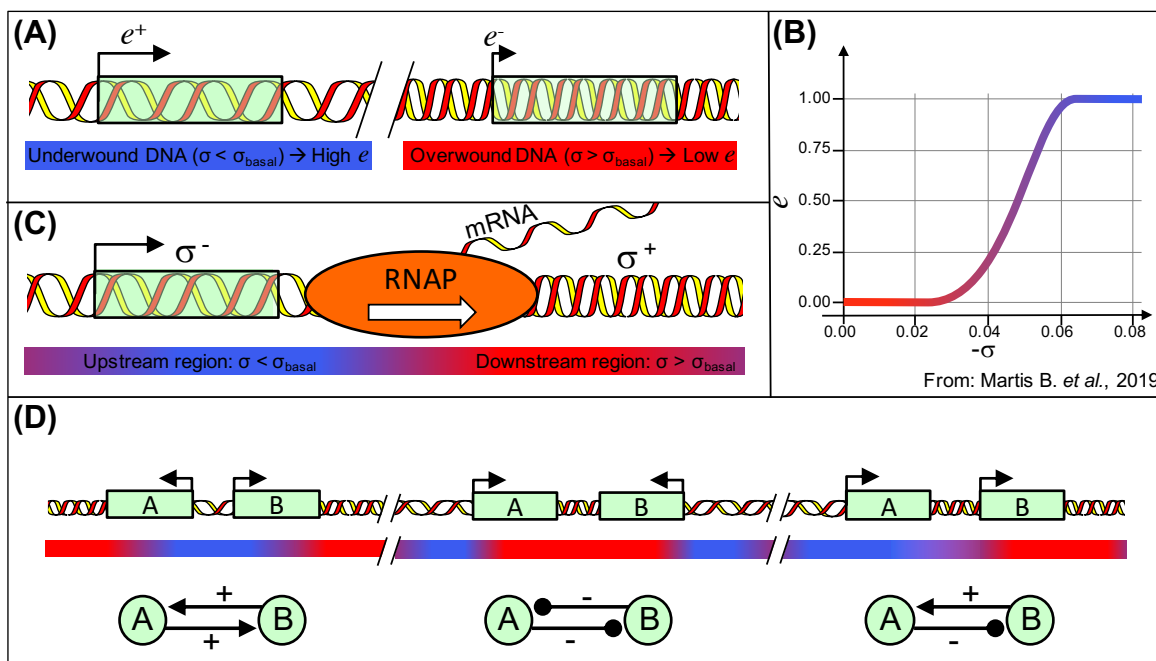 (A)
e+
e-
Underwound DNA (σ < σbasal) → High e
Overwound DNA (σ > σbasal) → Low e
(B)
1.00
0.75
0.50
0.25
0.00
e
0.00 0.02 0.04 0.06 0.08
-σ
From: Martis B. et al., 2019
(C)
σ-
RNAP
mRNA
σ+
Upstream region: σ < σbasal
Downstream region: σ > σbasal
(D)
A B A B A B
+ - +
A B A B A B
+ - -